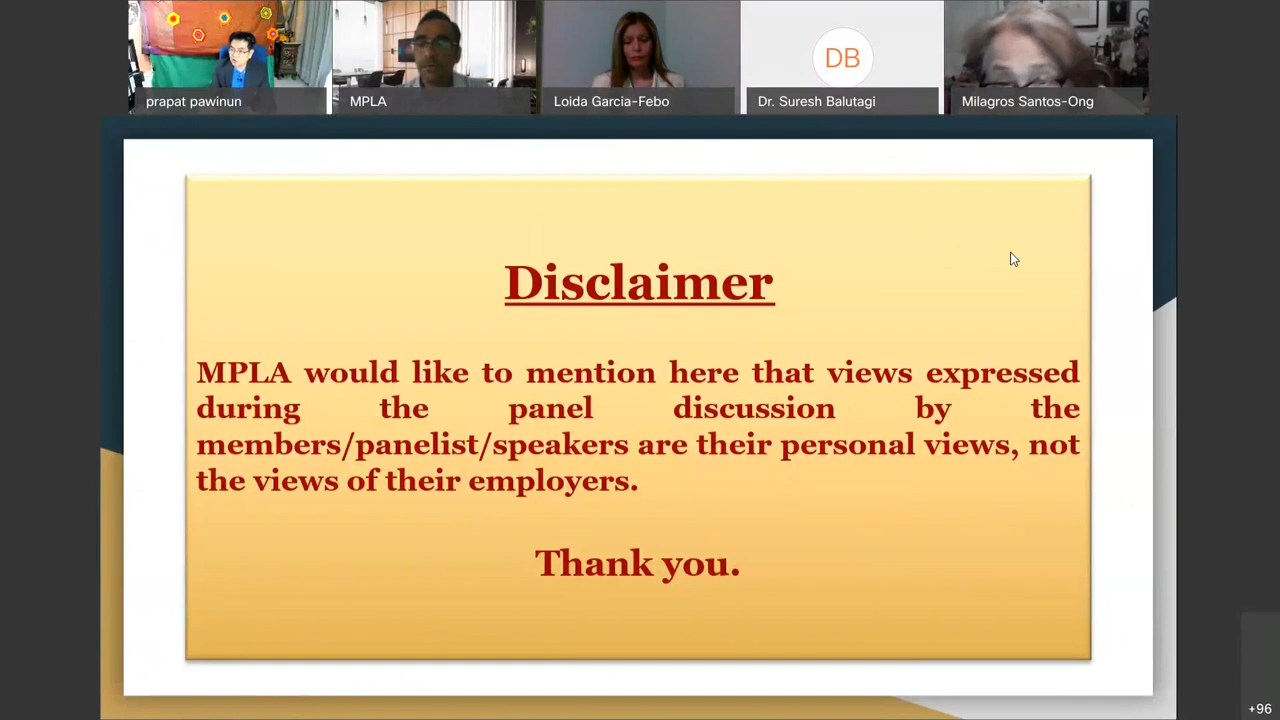 prapat pawinun
MPLA
Loida Garcia-Febo
DB
Dr. Suresh Balutagi
Milagros Santos-Ong
Disclaimer
MPLA would like to mention here that views expressed
during the panel discussion by the
members/panelist/speakers are their personal views, not
the views of their employers.
Thank you.
+96